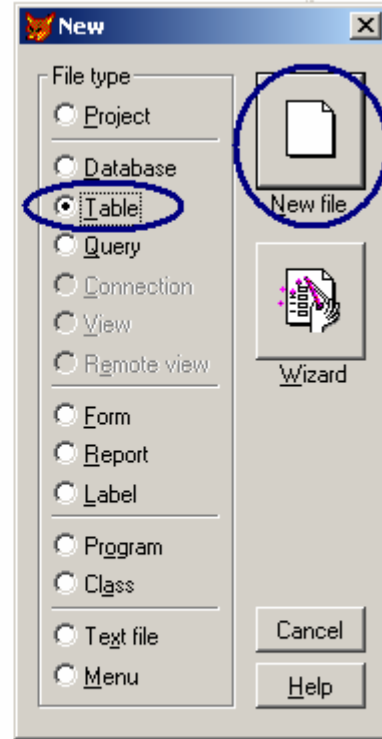 New
File type
Project
Database
Table
Query
Connection
View
Remote view
Form
Report
Label
Program
Class
Text file
Menu
New file
Wizard
Cancel
Help